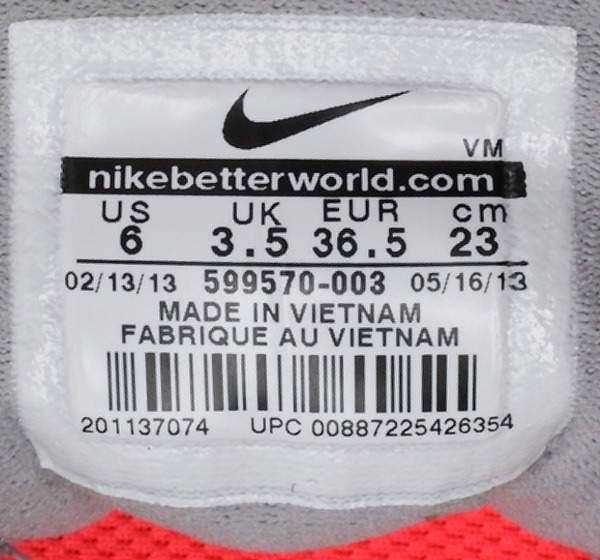 VM
nikebetterworld.com
US UK EUR cm
6 3.5 36.5 23
02/13/13 599570-003 05/16/13
MADE IN VIETNAM
FABRIQUE AU VIETNAM
201137074 UPC 00887225426354